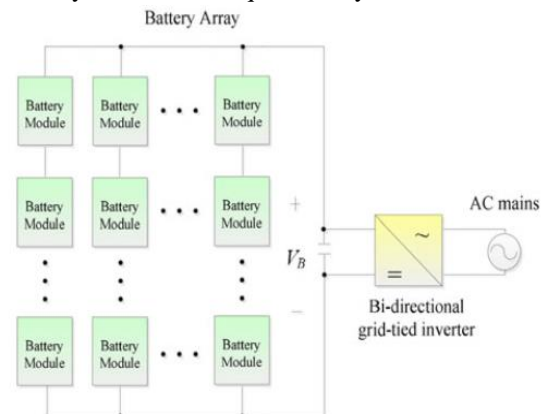 Battery Array
Battery
Module
Battery
Module
Battery
Module
Battery
Module
Battery
Module
Battery
Module
+
AC mains
V_B
~
=
Bi-directional
grid-tied inverter
−
Battery
Module
Battery
Module
Battery
Module